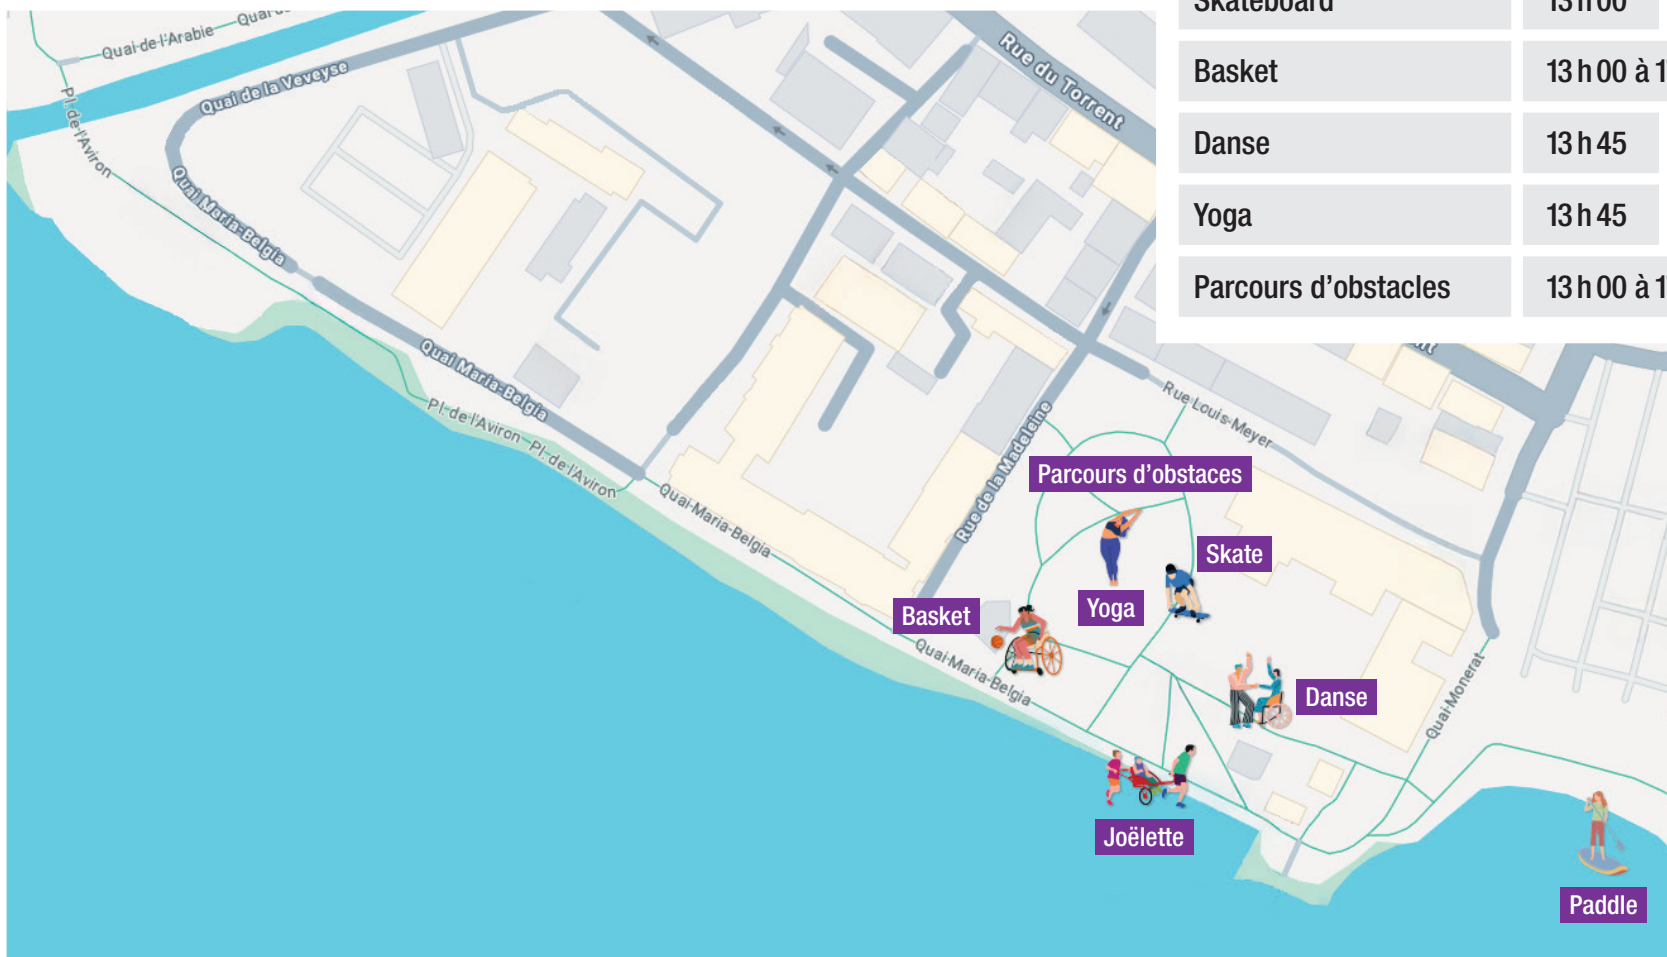 Skateboard 13 h 00
Basket 13 h 00 à 1
Danse 13 h 45
Yoga 13 h 45
Parcours d’obstacles 13 h 00 à 1
Quai de l'Arabie
Quai de la Veveyse
Pl. de l'Aviron
Rue du Torrent
Quai Maria-Belgia
Quai Maria-Belgia
Pl. de l'Aviron
Pl. de l'Aviron
Rue Louis-Meyer
Rue de la Madeleine
Parcours d’obstaces
Quai-Maria-Belgia
Skate
Yoga
Basket
Quai-Maria-Belgia
Danse
Quai-Monerat
Joëlette
Paddle